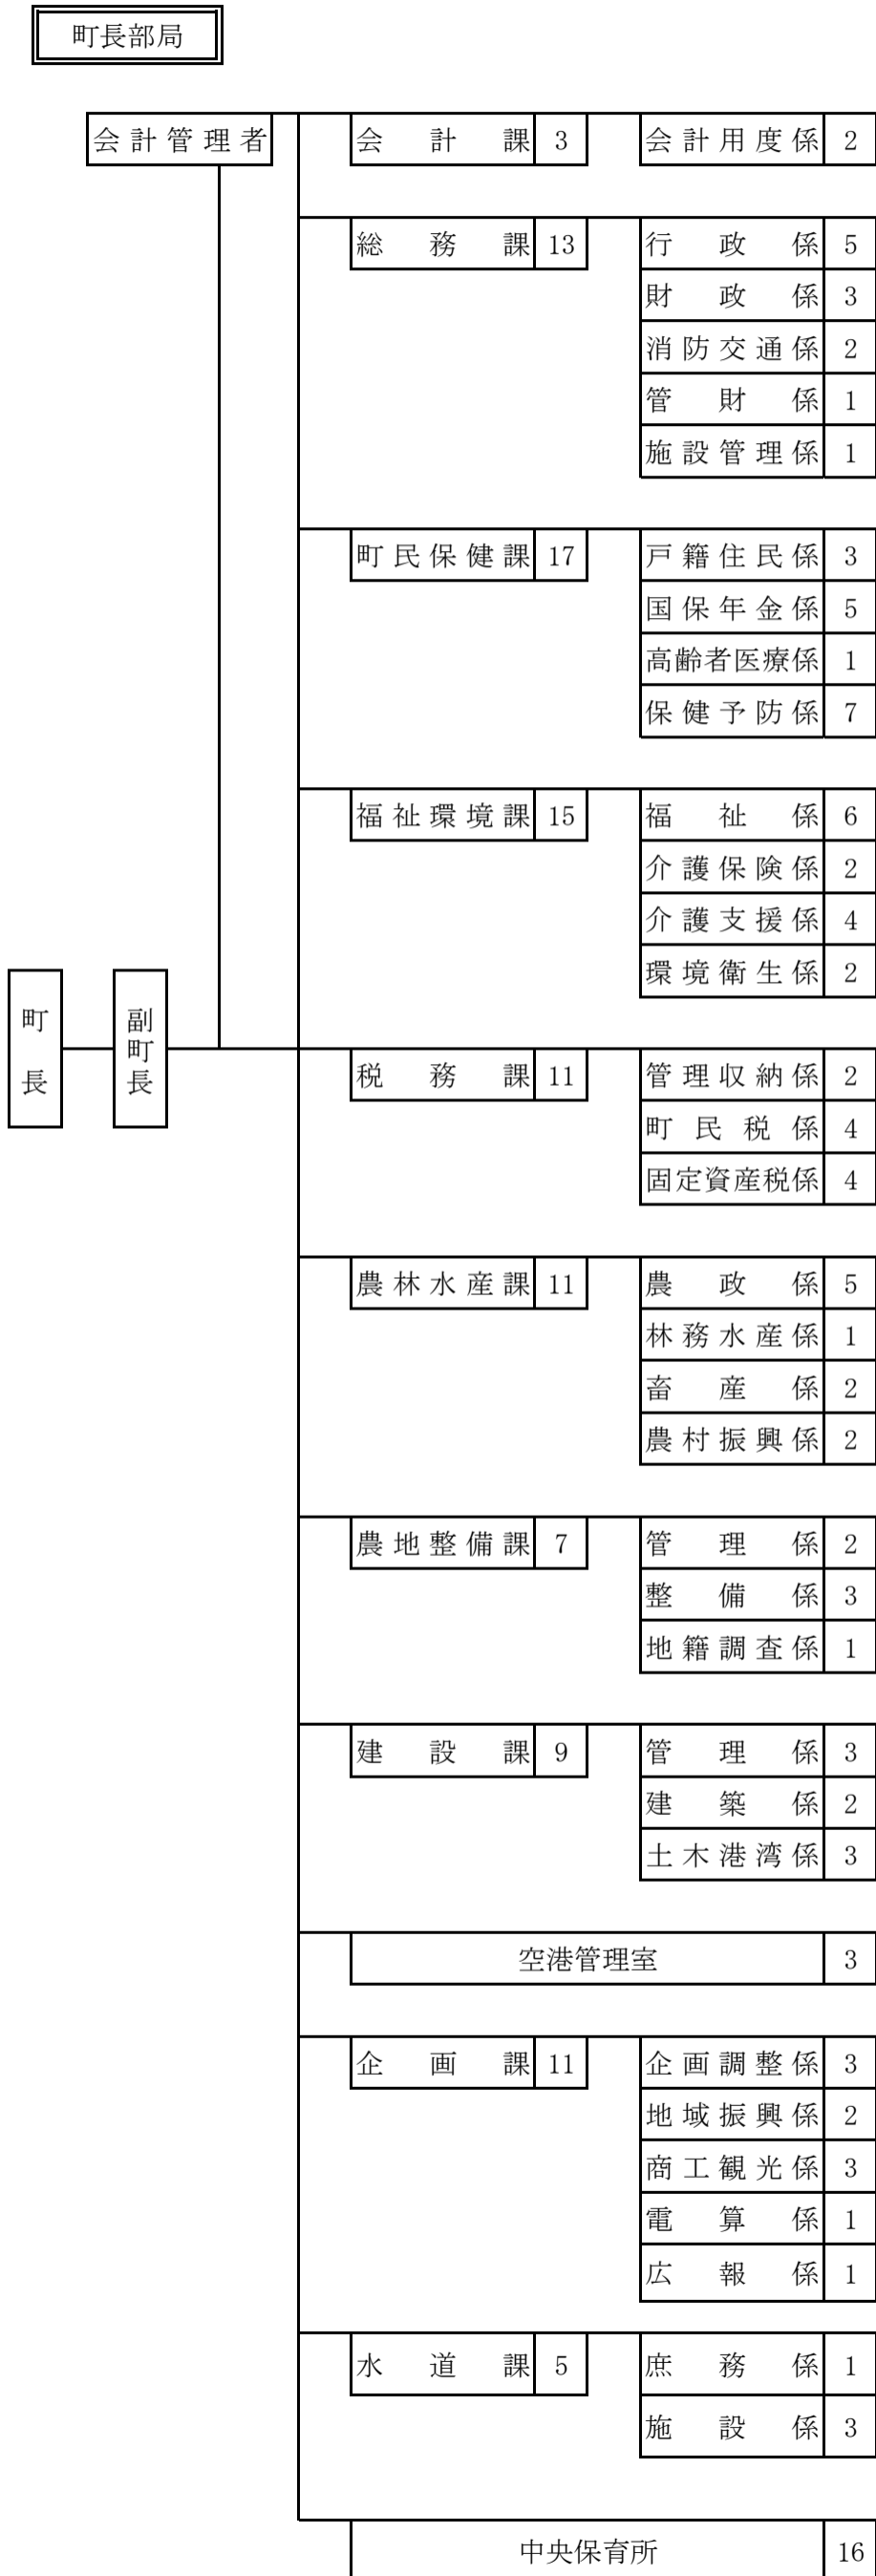 町長部局
会計管理者 会計課 3 会計用度係 2
総務課 13 行政係 5
財政係 3
消防交通係 2
管財係 1
施設管理係 1
町民保健課 17 戸籍住民係 3
国保年金係 5
高齢者医療係 1
保健予防係 7
福祉環境課 15 福祉係 6
介護保険係 2
介護支援係 4
環境衛生係 2
町長 副町長 税務課 11 管理収納係 2
町民税係 4
固定資産税係 4
農林水産課 11 農政係 5
林務水産係 1
畜産係 2
農村振興係 2
農地整備課 7 管理係 2
整備係 3
地籍調査係 1
建設課 9 管理係 3
建築係 2
土木港湾係 3
空港管理室 3
企画課 11 企画調整係 3
地域振興係 2
商工観光係 3
電算係 1
広報係 1
水道課 5 庶務係 1
施設係 3
中央保育所 16